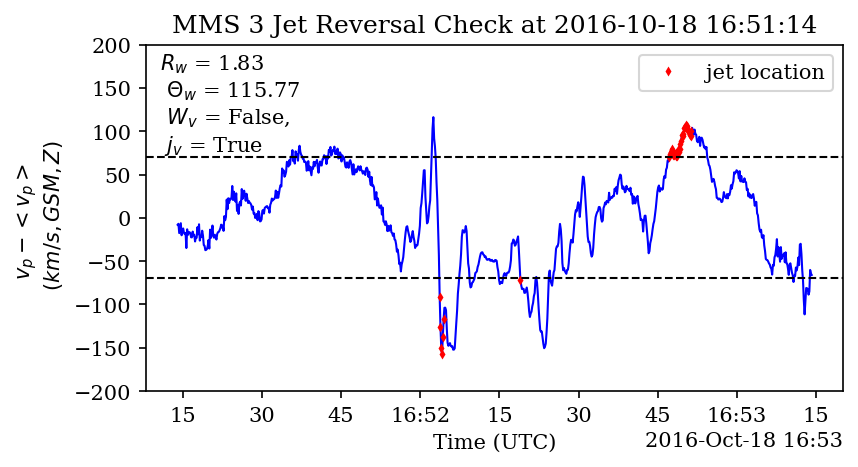 MMS 3 Jet Reversal Check at 2016-10-18 16:51:14
200
150
100
50
0
−50
−100
−150
−200
v_p − < v_p >
(km/s, GSM, Z)
R_w = 1.83
Θ_w = 115.77
W_v = False,
j_v = True
jet location
15 30 45 16:52 15 30 45 16:53 15
Time (UTC)
2016-Oct-18 16:53